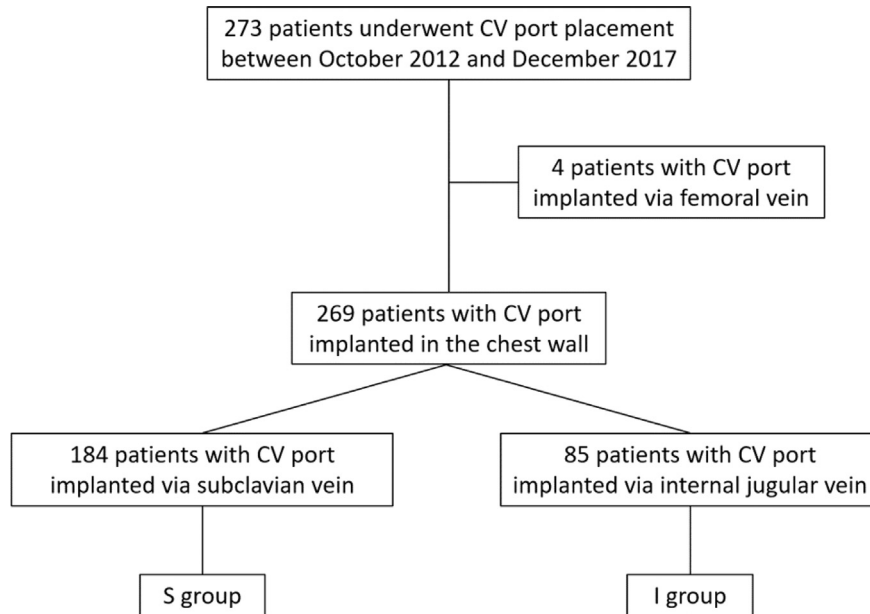 273 patients underwent CV port placement
between October 2012 and December 2017
4 patients with CV port
implanted via femoral vein
269 patients with CV port
implanted in the chest wall
184 patients with CV port
implanted via subclavian vein
85 patients with CV port
implanted via internal jugular vein
S group
I group